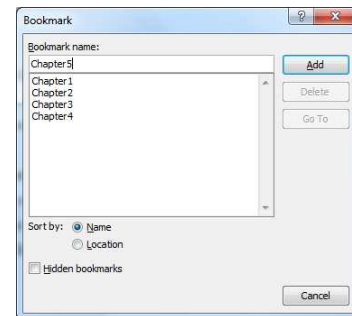 Bookmark
Bookmark name:
Chapter5
Add
Chapter1
Chapter2
Chapter3
Chapter4
Delete
Go To
Sort by:
Name
Location
Hidden bookmarks
Cancel